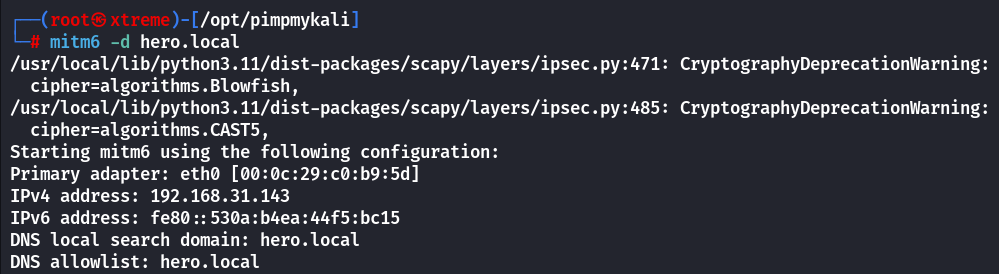 ┌──(root㉿xtreme)-[/opt/pimpmykali]
└─# mitm6 -d hero.local
/usr/local/lib/python3.11/dist-packages/scapy/layers/ipsec.py:471: CryptographyDeprecationWarning:
  cipher=algorithms.Blowfish,
/usr/local/lib/python3.11/dist-packages/scapy/layers/ipsec.py:485: CryptographyDeprecationWarning:
  cipher=algorithms.CAST5,
Starting mitm6 using the following configuration:
Primary adapter: eth0 [00:0c:29:c0:b9:5d]
IPv4 address: 192.168.31.143
IPv6 address: fe80::530a:b4ea:44f5:bc15
DNS local search domain: hero.local
DNS allowlist: hero.local